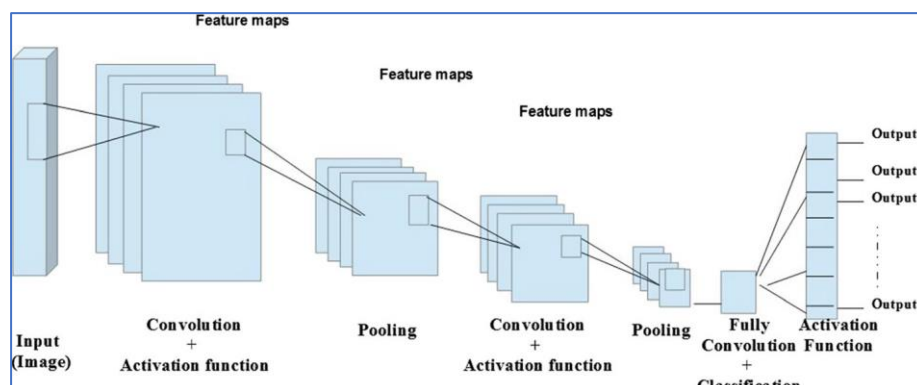 Feature maps
Feature maps
Feature maps
Output
Output
Output
Output
Input
(Image)
Convolution
+
Activation function
Pooling
Convolution
+
Activation function
Pooling
Fully
Convolution
+
Classification
Activation
Function